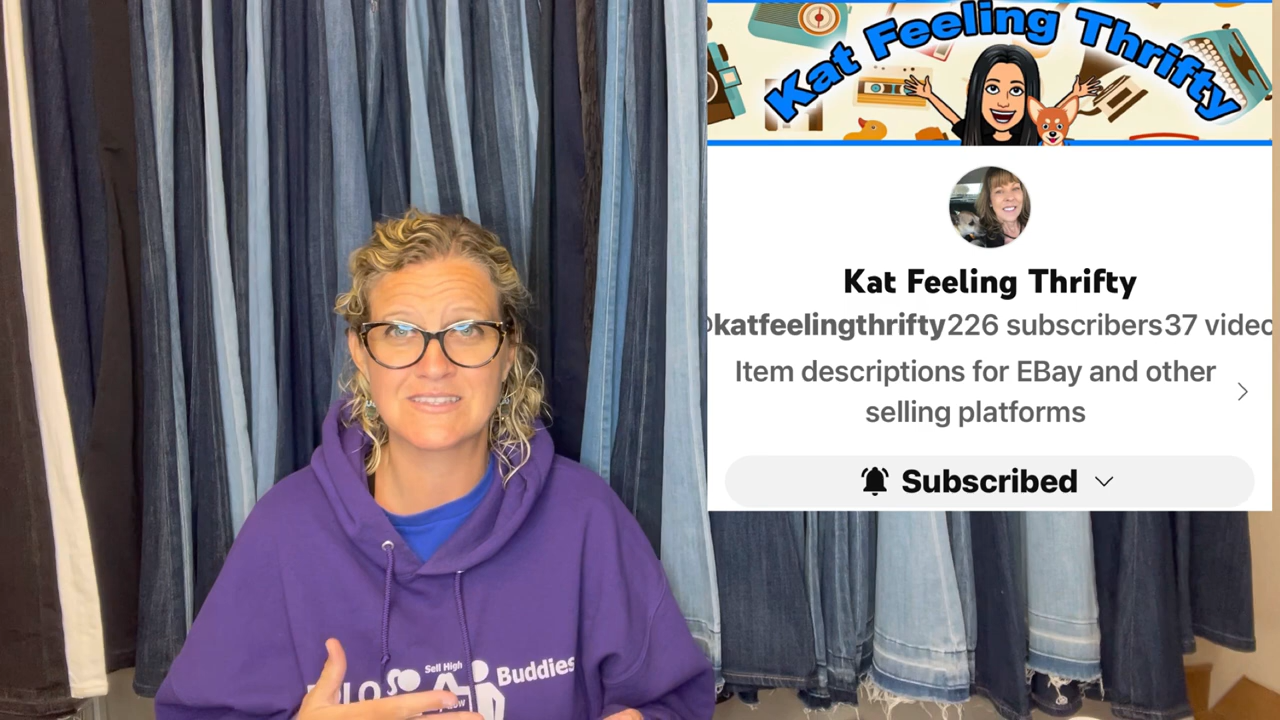 Kat Feeling Thrifty
Kat Feeling Thrifty
katfeelingthrifty226 subscribers37 video
Item descriptions for EBay and other
selling platforms
Subscribed
Sell High
Buddies